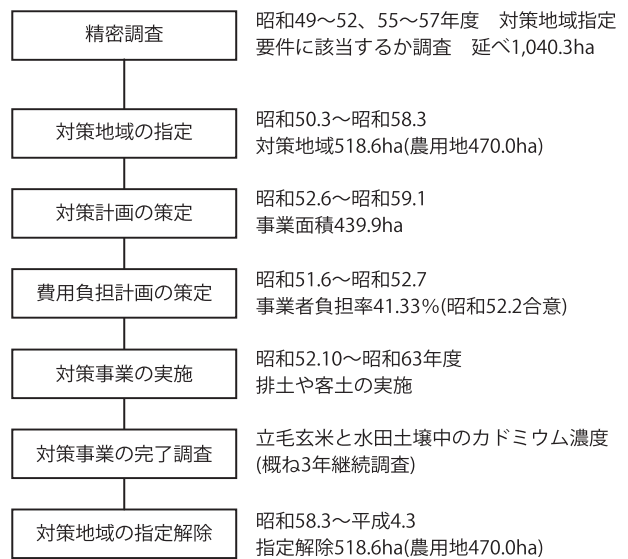 精密調査
昭和49～52、55～57年度　対策地域指定
要件に該当するか調査　延べ1,040.3ha
対策地域の指定
昭和50.3～昭和58.3
対策地域518.6ha(農用地470.0ha)
対策計画の策定
昭和52.6～昭和59.1
事業面積439.9ha
費用負担計画の策定
昭和51.6～昭和52.7
事業者負担率41.33%(昭和52.2合意)
対策事業の実施
昭和52.10～昭和63年度
排土や客土の実施
対策事業の完了調査
立毛玄米と水田土壌中のカドミウム濃度
(概ね3年継続調査)
対策地域の指定解除
昭和58.3～平成4.3
指定解除518.6ha(農用地470.0ha)